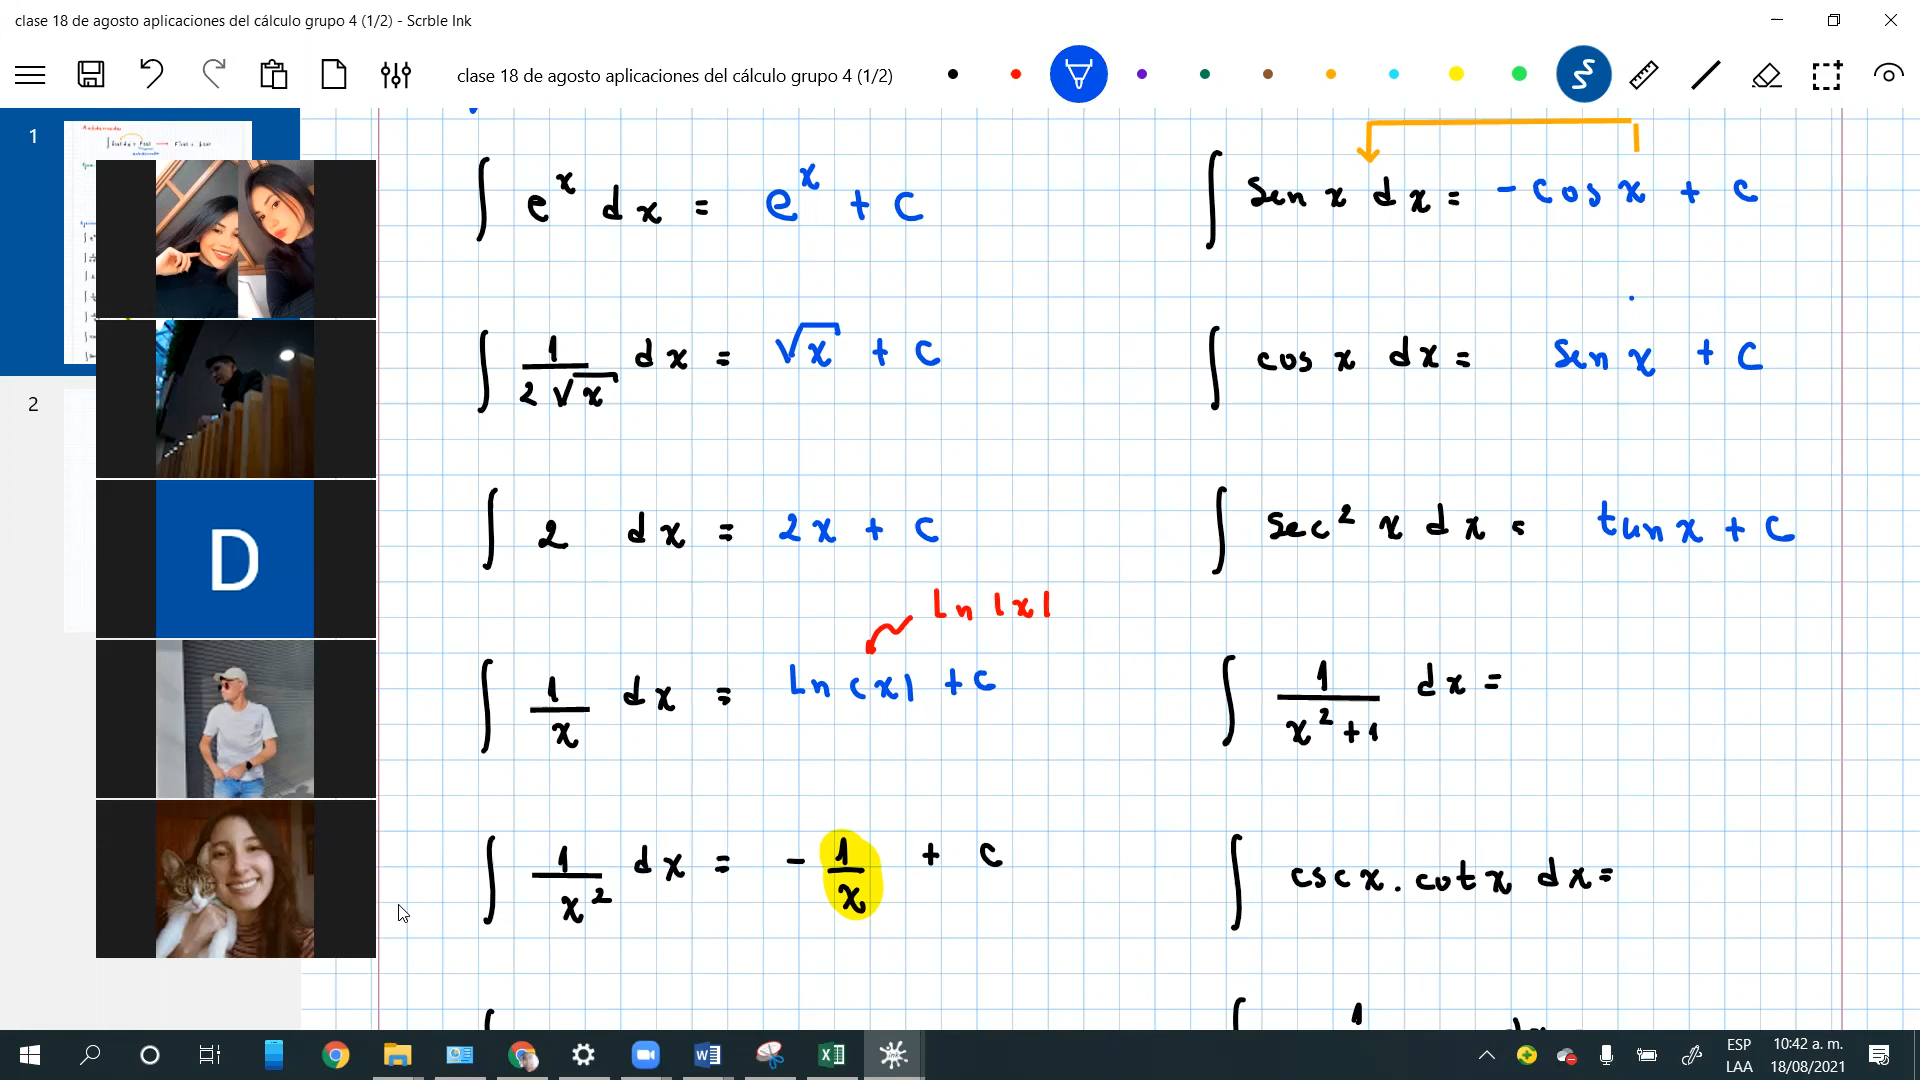 clase 18 de agosto aplicaciones del cálculo grupo 4 (1/2) - Scrble Ink
clase 18 de agosto aplicaciones del cálculo grupo 4 (1/2)
1
2
D
∫ e^x dx = e^x + c
∫ 1/(2√x) dx = √x + c
∫ 2 dx = 2x + c
ln |x|
∫ 1/x dx = Ln(x) + c
∫ 1/x² dx = - 1/x + c
∫ Sen x dx = - cos x + c
∫ cos x dx = Sen x + C
∫ sec² x dx = tan x + C
∫ 1/(x²+1) dx =
∫ csc x . cot x dx =
1
dx
ESP
LAA
10:42 a. m.
18/08/2021